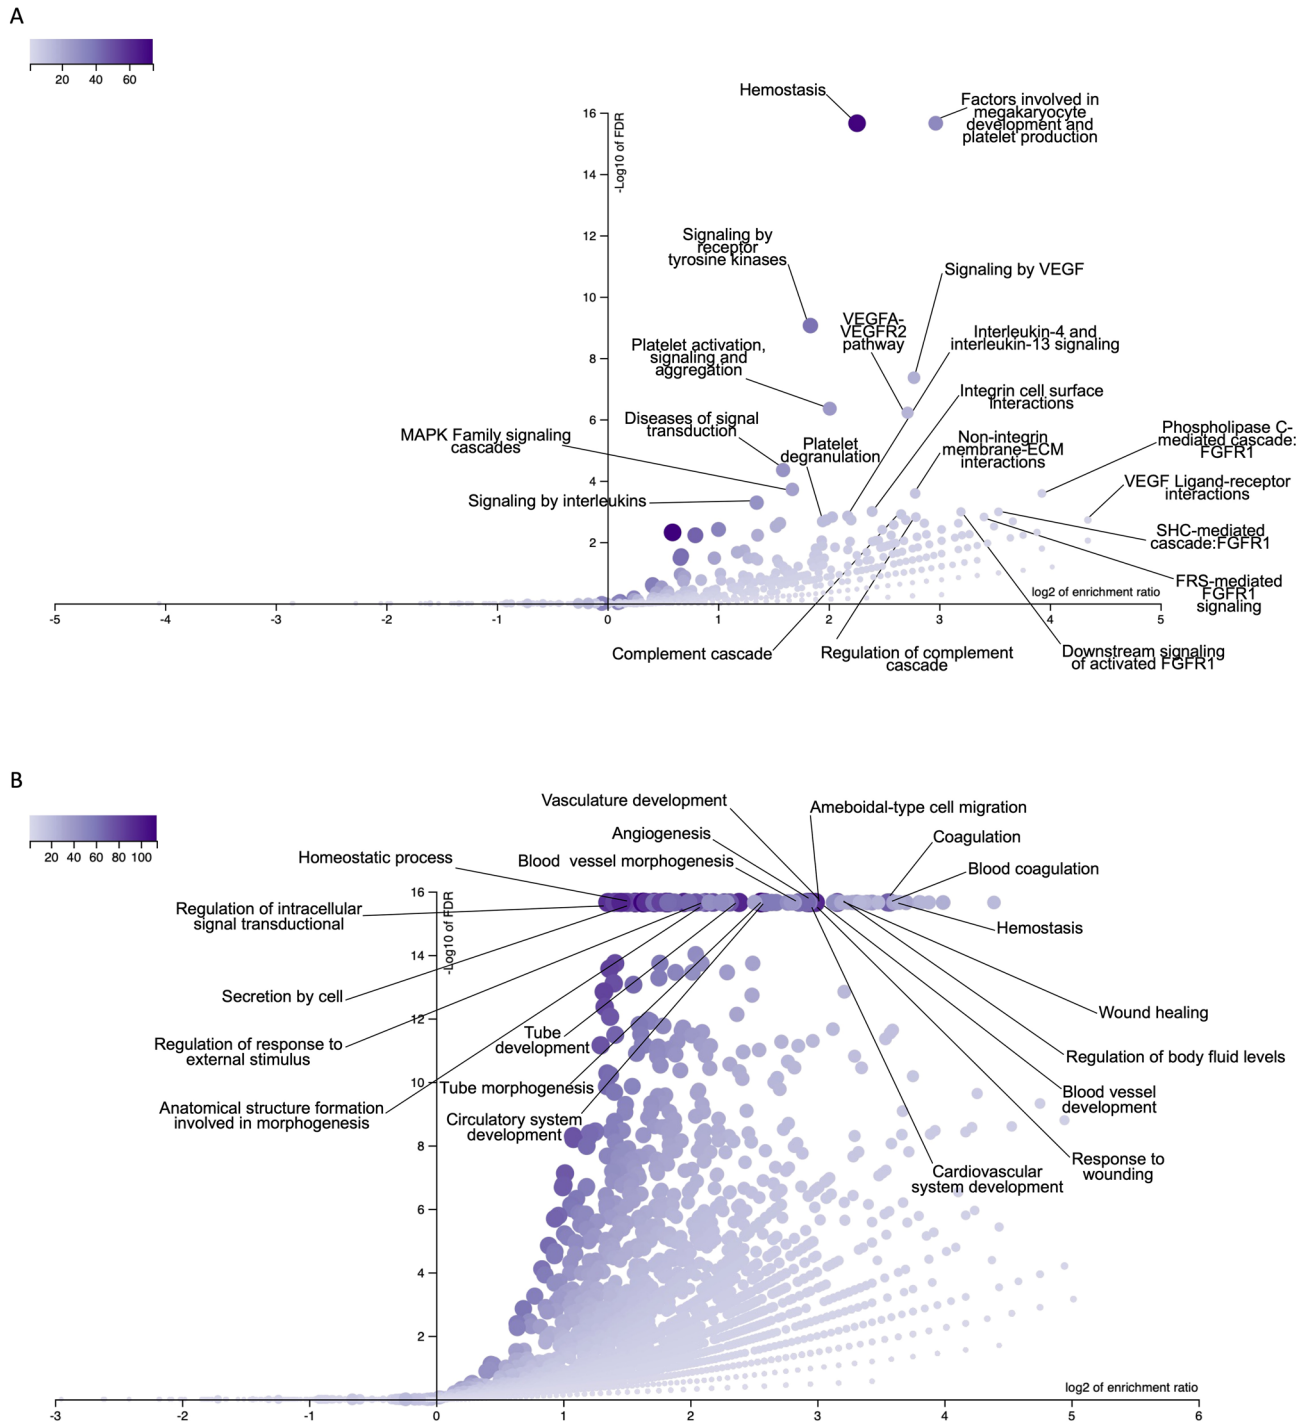 A
20 40 60
Hemostasis
Factors involved in
megakaryocyte
development and
platelet production
16
-Log10 of FDR
14
12
Signaling by
receptor
tyrosine kinases
Signaling by VEGF
10
VEGFA-
VEGFR2
pathway
Interleukin-4 and
interleukin-13 signaling
Platelet activation,
signaling and
aggregation
8
Integrin cell surface
interactions
6
Diseases of signal
transduction
MAPK Family signaling
cascades
Platelet
degranulation
Non-integrin
membrane-ECM
interactions
Phospholipase C-
mediated cascade:
FGFR1
4
Signaling by interleukins
VEGF Ligand-receptor
interactions
SHC-mediated
cascade:FGFR1
2
FRS-mediated
FGFR1
signaling
log2 of enrichment ratio
-5 -4 -3 -2 -1 0 1 2 3 4 5
Complement cascade
Regulation of complement
cascade
Downstream signaling
of activated FGFR1
B
20 40 60 80 100
Vasculature development
Ameboidal-type cell migration
Angiogenesis
Coagulation
Homeostatic process
Blood vessel morphogenesis
Blood coagulation
16
-Log10 of FDR
Regulation of intracellular
signal transductional
Hemostasis
14
Secretion by cell
12
Wound healing
Tube
development
Regulation of response to
external stimulus
Regulation of body fluid levels
10
Tube morphogenesis
Blood vessel
development
Anatomical structure formation
involved in morphogenesis
Circulatory system
development
8
Response to
wounding
Cardiovascular
system development
6
4
2
log2 of enrichment ratio
-3 -2 -1 0 1 2 3 4 5 6